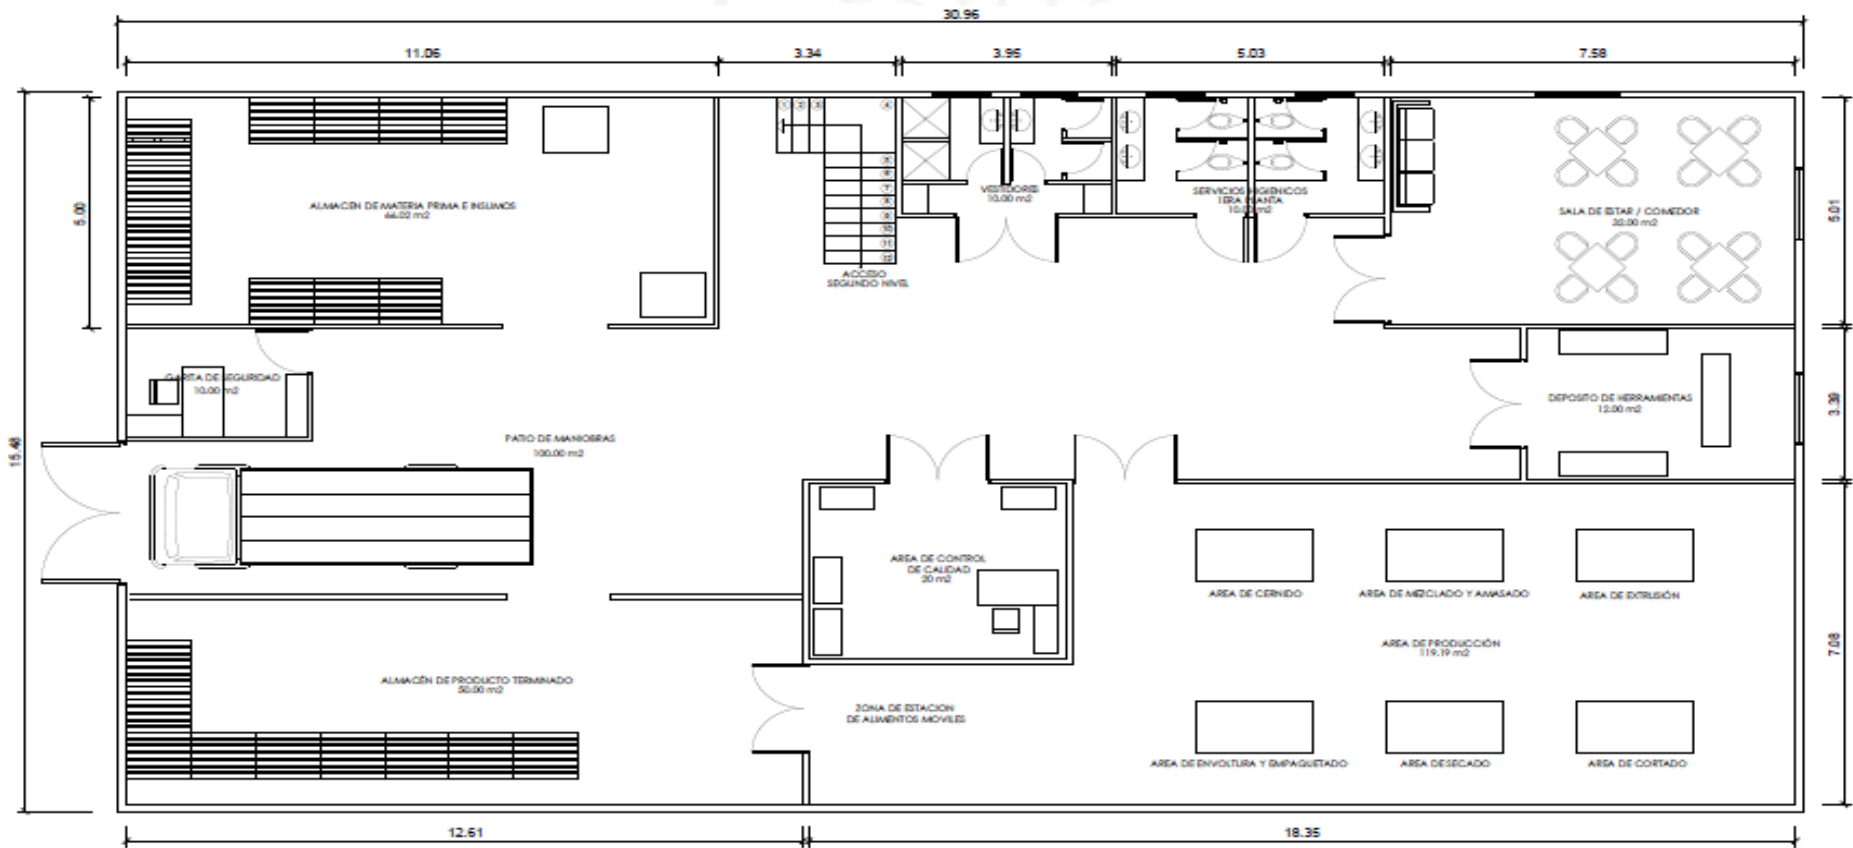 30.96
11.06
3.34
3.95
5.03
7.58
5.00
ALMACEN DE MATERIA PRIMA E INSUMOS
66.02 m2
ACCESO
SEGUNDO NIVEL
VESTIDORES
10.00 m2
SERVICIOS HIGIENICOS
1ERA PLANTA
10.00 m2
SALA DE ESTAR / COMEDOR
32.00 m2
5.01
GARITA DE SEGURIDAD
10.00 m2
DEPOSITO DE HERRAMIENTAS
12.00 m2
3.39
PATIO DE MANIOBRAS
100.00 m2
15.48
AREA DE CONTROL
DE CALIDAD
20 m2
AREA DE CERNIDO
AREA DE MEZCLADO Y AMASADO
AREA DE EXTRUSIÓN
AREA DE PRODUCCIÓN
119.19 m2
7.08
ALMACÉN DE PRODUCTO TERMINADO
50.00 m2
ZONA DE ESTACION
DE ALIMENTOS MOVILES
AREA DE ENVOLTURA Y EMPAQUETADO
AREA DE SECADO
AREA DE CORTADO
12.61
18.35